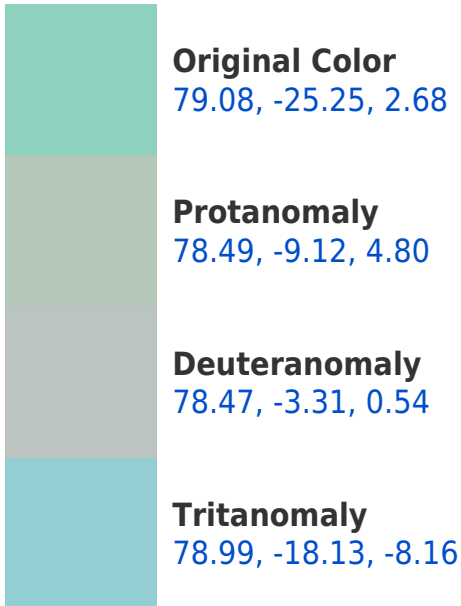 Original Color
79.08, -25.25, 2.68
Protanomaly
78.49, -9.12, 4.80
Deuteranomaly
78.47, -3.31, 0.54
Tritanomaly
78.99, -18.13, -8.16